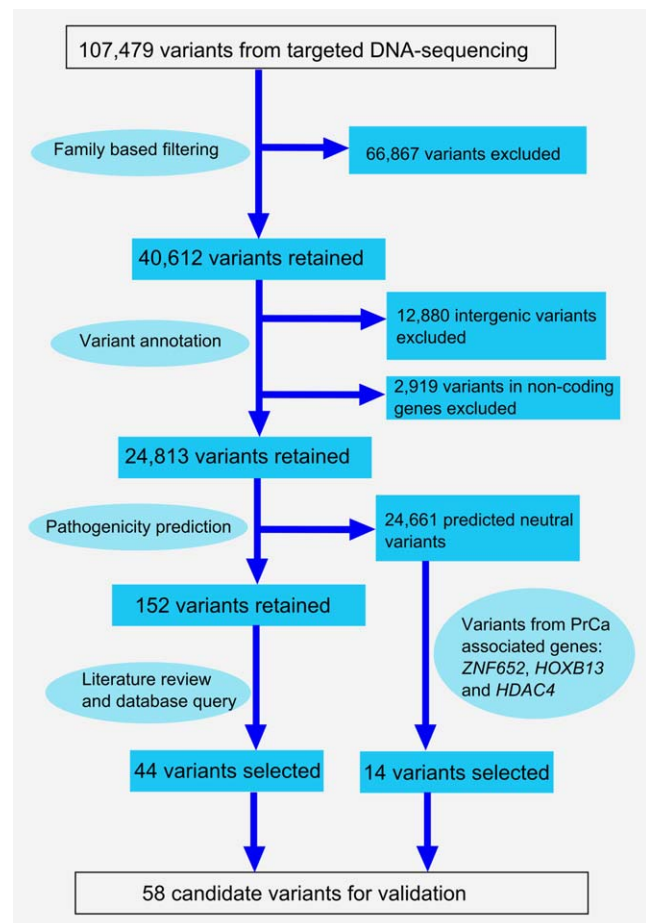 107,479 variants from targeted DNA-sequencing
Family based filtering
66,867 variants excluded
40,612 variants retained
12,880 intergenic variants
excluded
Variant annotation
2,919 variants in non-coding
genes excluded
24,813 variants retained
Pathogenicity prediction
24,661 predicted neutral
variants
152 variants retained
Variants from PrCa
associated genes:
ZNF652, HOXB13
and HDAC4
Literature review
and database query
44 variants selected
14 variants selected
58 candidate variants for validation